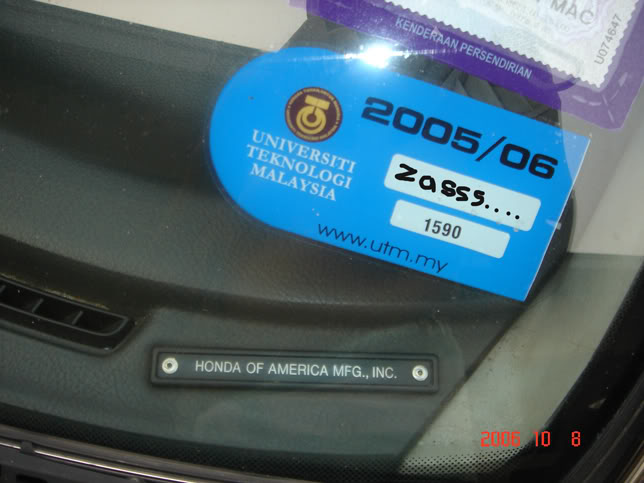 MAC
KENDERAAN PERSENDIRIAN
U074647
2005/06
UNIVERSITI
TEKNOLOGI
MALAYSIA
zasss....
1590
www.utm.my
HONDA OF AMERICA MFG., INC.
2006 10 8